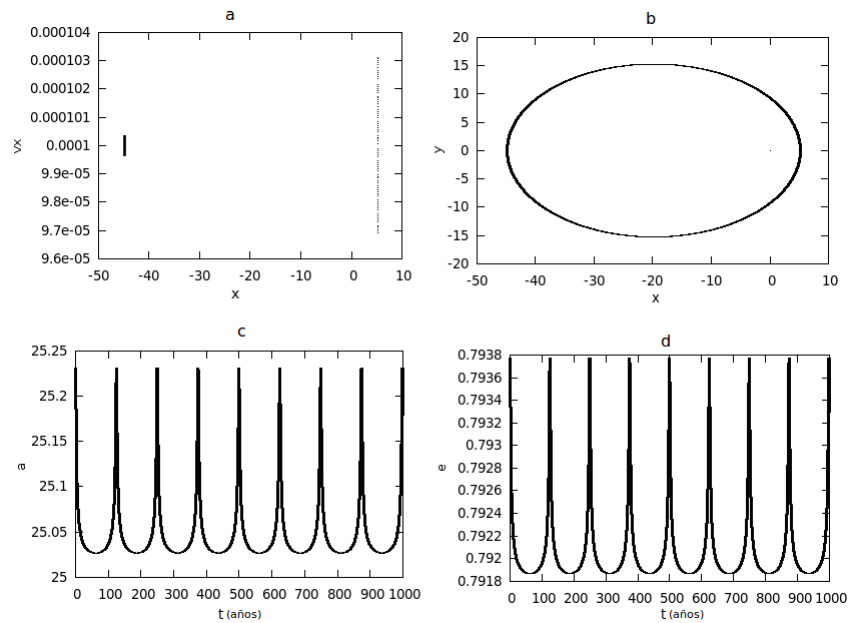 a
0.000104
0.000103
0.000102
0.000101
0.0001
9.9e-05
9.8e-05
9.7e-05
9.6e-05
vx
-50 -40 -30 -20 -10 0 10
x
b
20
15
10
5
0
-5
-10
-15
-20
y
-50 -40 -30 -20 -10 0 10
x
c
25.25
25.2
25.15
25.1
25.05
25
a
0 100 200 300 400 500 600 700 800 900 1000
t (años)
d
0.7938
0.7936
0.7934
0.7932
0.793
0.7928
0.7926
0.7924
0.7922
0.792
0.7918
e
0 100 200 300 400 500 600 700 800 900 1000
t (años)